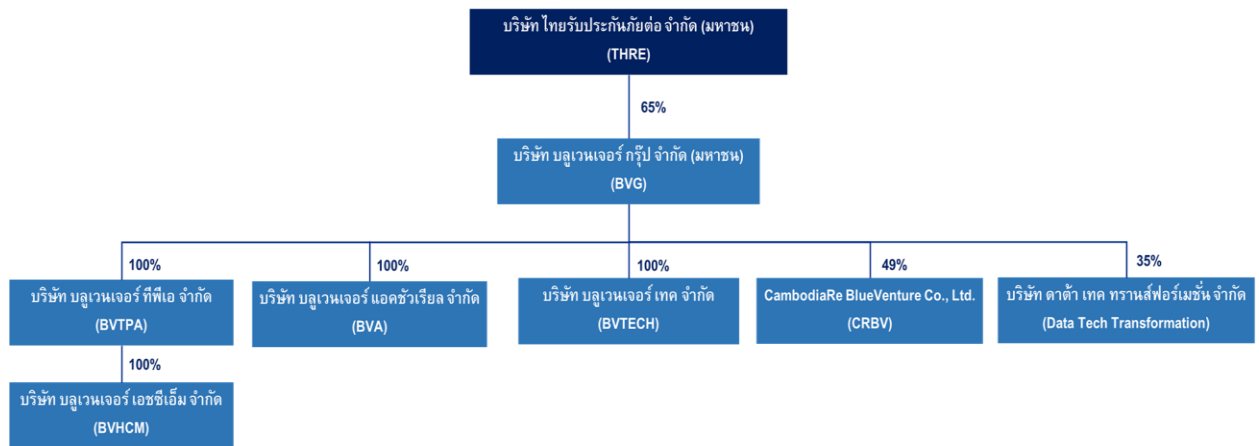 บริษัท ไทยรับประกันภัยต่อ จำกัด (มหาชน)
(THRE)
65%
บริษัท บลูเวนเจอร์ กรุ๊ป จำกัด (มหาชน)
(BVG)
100%
100%
100%
49%
35%
บริษัท บลูเวนเจอร์ ทีพีเอ จำกัด
(BVTPA)
บริษัท บลูเวนเจอร์ แอคชัวเรียล จำกัด
(BVA)
บริษัท บลูเวนเจอร์ เทค จำกัด
(BVTECH)
CambodiaRe BlueVenture Co., Ltd.
(CRBV)
บริษัท ดาต้า เทค ทรานส์ฟอร์เมชั่น จำกัด
(Data Tech Transformation)
100%
บริษัท บลูเวนเจอร์ เอชซีเอ็ม จำกัด
(BVHCM)